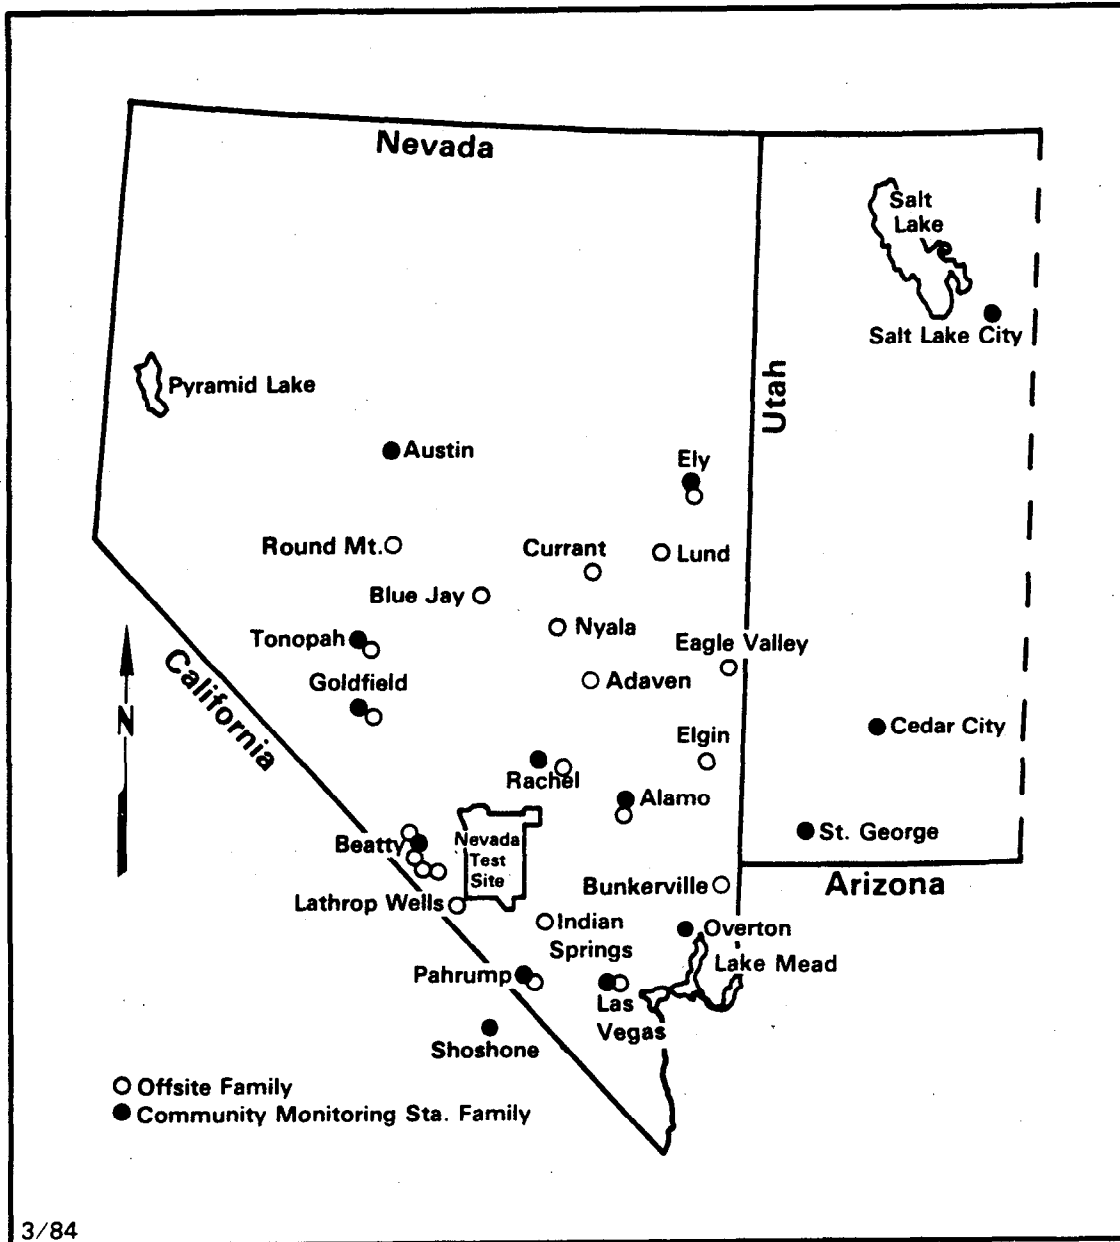 Nevada
Salt
Lake
Salt Lake City
Utah
Pyramid Lake
Austin
Ely
Round Mt.
Currant
Lund
Blue Jay
Nyala
Tonopah
Eagle Valley
California
Goldfield
Adaven
N
Elgin
Cedar City
Rachel
Alamo
St. George
Beatty
Nevada
Test
Site
Bunkerville
Arizona
Lathrop Wells
Indian
Springs
Overton
Lake Mead
Pahrump
Las
Vegas
Shoshone
Offsite Family
Community Monitoring Sta. Family
3/84